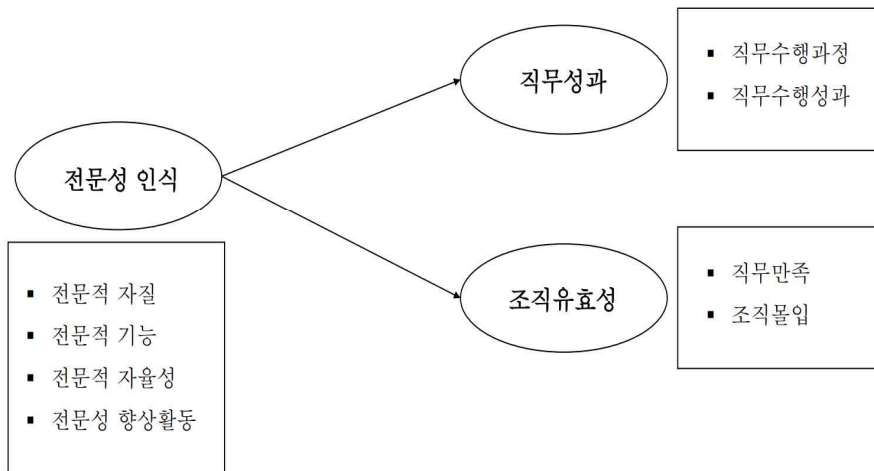 직무성과
▪ 직무수행과정
▪ 직무수행성과
전문성 인식
▪ 전문적 자질
▪ 전문적 기능
▪ 전문적 자율성
▪ 전문성 향상활동
조직유효성
▪ 직무만족
▪ 조직몰입